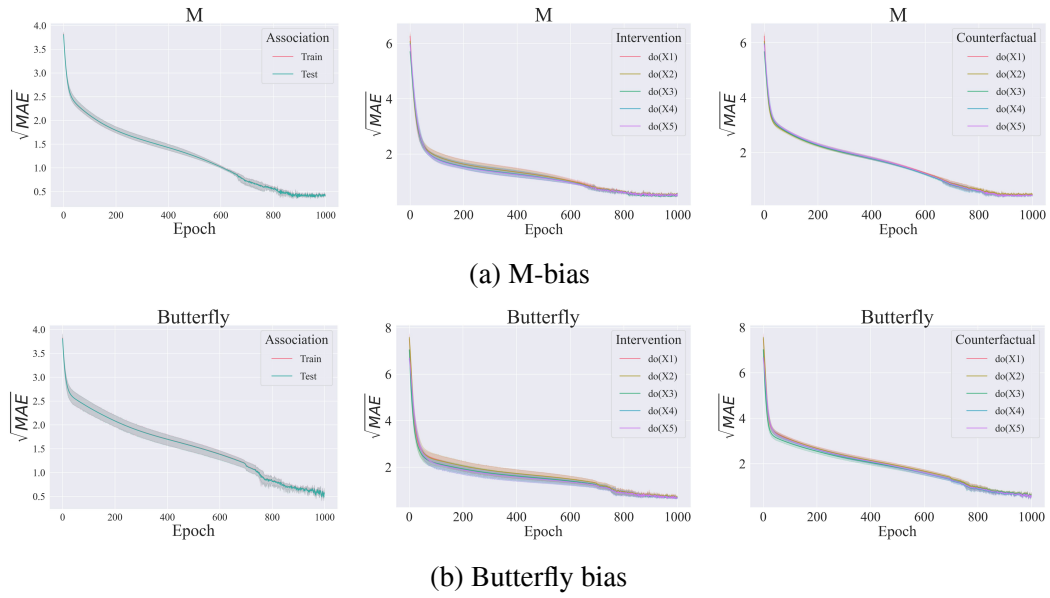 M
√MAE
4.0
3.5
3.0
2.5
2.0
1.5
1.0
0.5
0 200 400 600 800 1000
Epoch
Association
Train
Test
M
√MAE
6
4
2
0 200 400 600 800 1000
Epoch
Intervention
do(X1)
do(X2)
do(X3)
do(X4)
do(X5)
M
√MAE
6
4
2
0 200 400 600 800 1000
Epoch
Counterfactual
do(X1)
do(X2)
do(X3)
do(X4)
do(X5)
(a) M-bias
Butterfly
√MAE
4.0
3.5
3.0
2.5
2.0
1.5
1.0
0.5
0 200 400 600 800 1000
Epoch
Association
Train
Test
Butterfly
√MAE
8
6
4
2
0 200 400 600 800 1000
Epoch
Intervention
do(X1)
do(X2)
do(X3)
do(X4)
do(X5)
Butterfly
√MAE
8
6
4
2
0 200 400 600 800 1000
Epoch
Counterfactual
do(X1)
do(X2)
do(X3)
do(X4)
do(X5)
(b) Butterfly bias